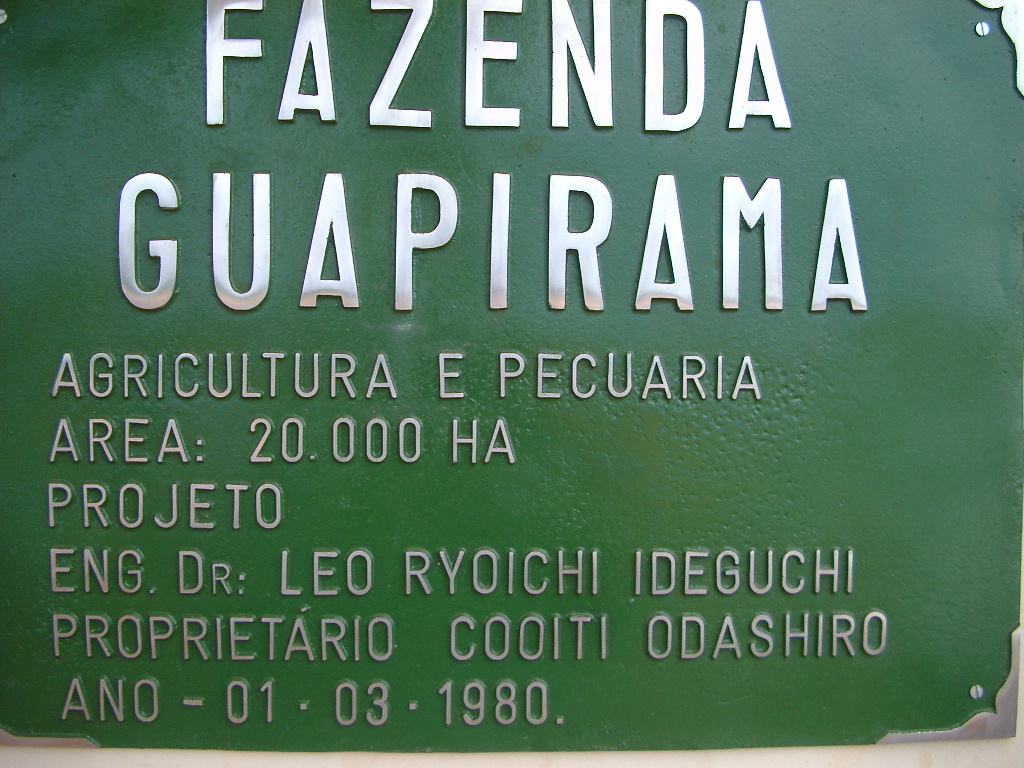 FAZENDA
GUAPIRAMA
AGRICULTURA E PECUARIA
AREA: 20.000 HA
PROJETO
ENG. DR: LEO RYOICHI IDEGUCHI
PROPRIETÁRIO COOITI ODASHIRO
ANO - 01 · 03 · 1980.